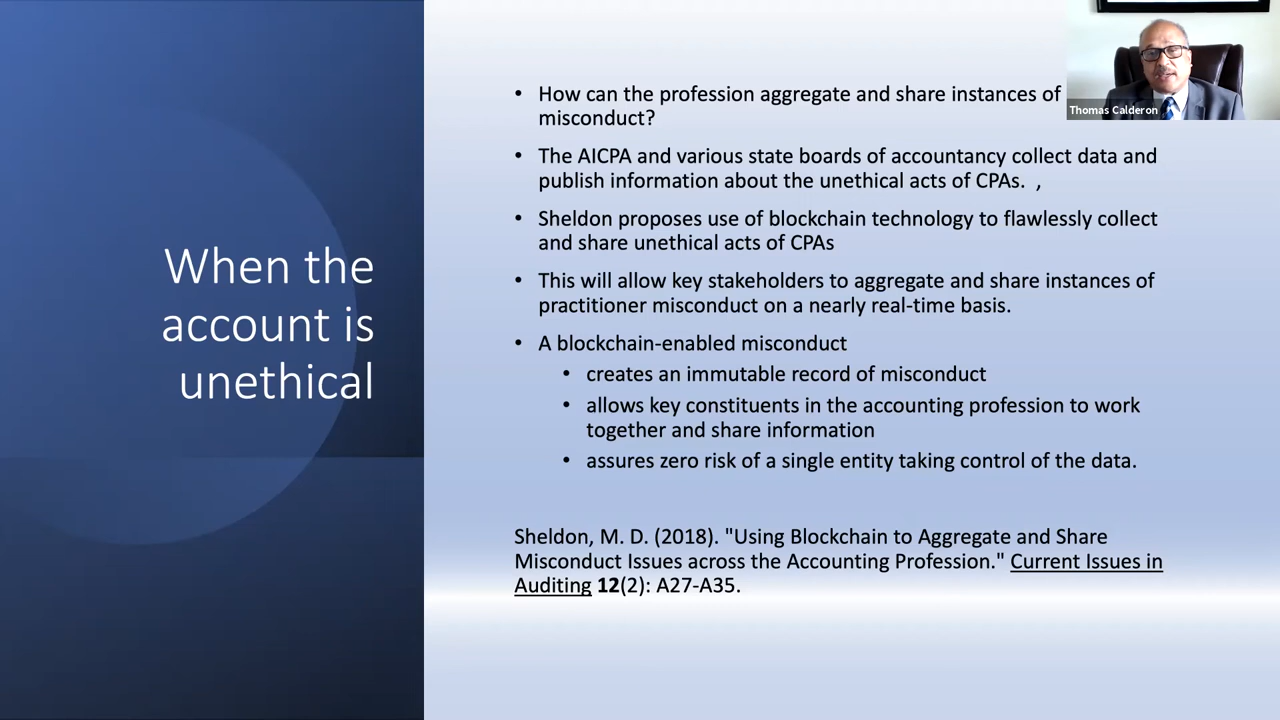 When the
account is
unethical
• How can the profession aggregate and share instances of
misconduct?
• The AICPA and various state boards of accountancy collect data and
publish information about the unethical acts of CPAs.  ,
• Sheldon proposes use of blockchain technology to flawlessly collect
and share unethical acts of CPAs
• This will allow key stakeholders to aggregate and share instances of
practitioner misconduct on a nearly real-time basis.
• A blockchain-enabled misconduct
• creates an immutable record of misconduct
• allows key constituents in the accounting profession to work
together and share information
• assures zero risk of a single entity taking control of the data.
Sheldon, M. D. (2018). "Using Blockchain to Aggregate and Share
Misconduct Issues across the Accounting Profession." Current Issues in
Auditing 12(2): A27-A35.
Thomas Calderon